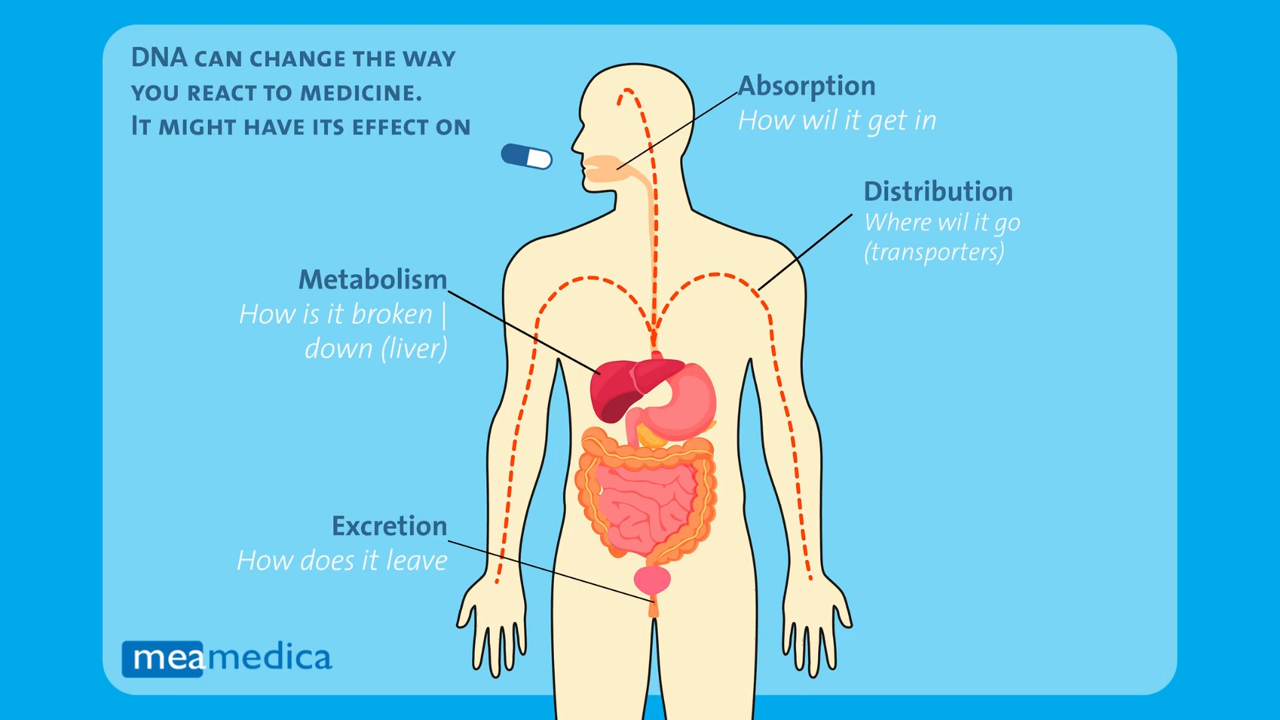 DNA CAN CHANGE THE WAY
YOU REACT TO MEDICINE.
IT MIGHT HAVE ITS EFFECT ON
Absorption
How wil it get in
Distribution
Where wil it go
(transporters)
Metabolism
How is it broken |
down (liver)
Excretion
How does it leave
meamedica